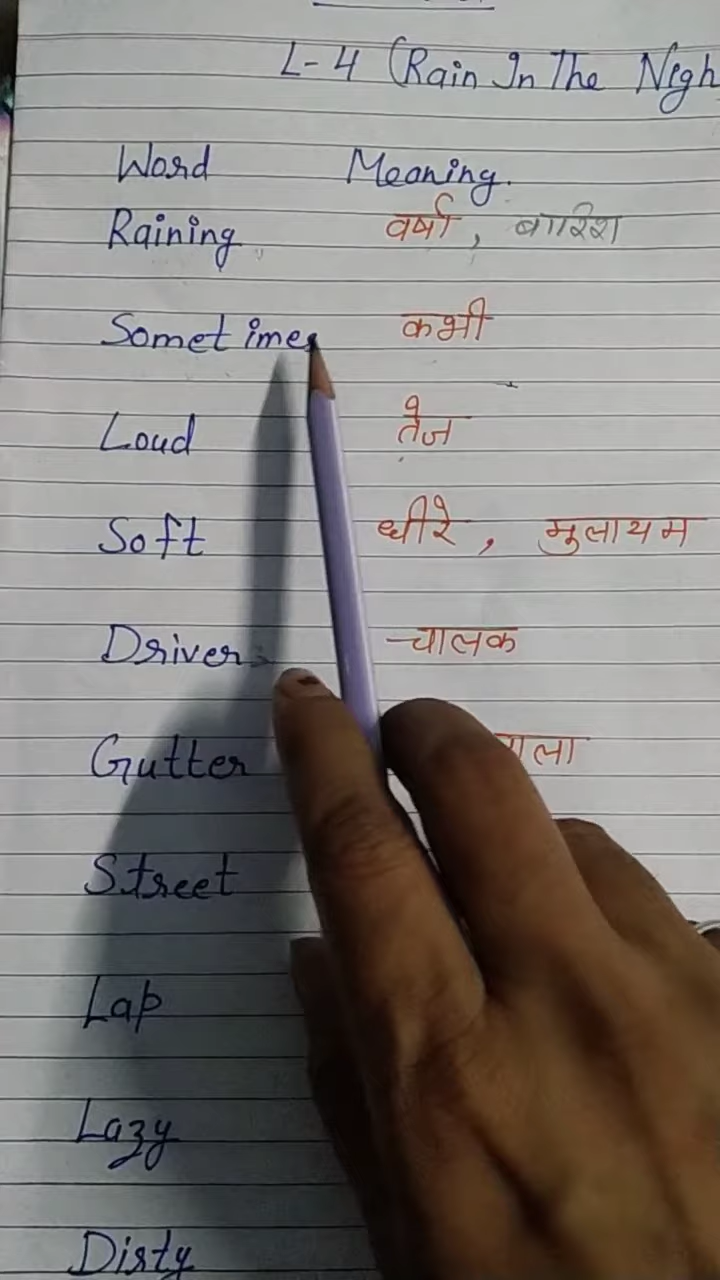 L-4 (Rain In The Nigh
Word Meaning.
Raining वर्षा, बारिश
Sometimes कभी
Loud तेज
Soft धीरे, मुलायम
Driver चालक
Gutter
Street
Lap
Lazy
Dirty